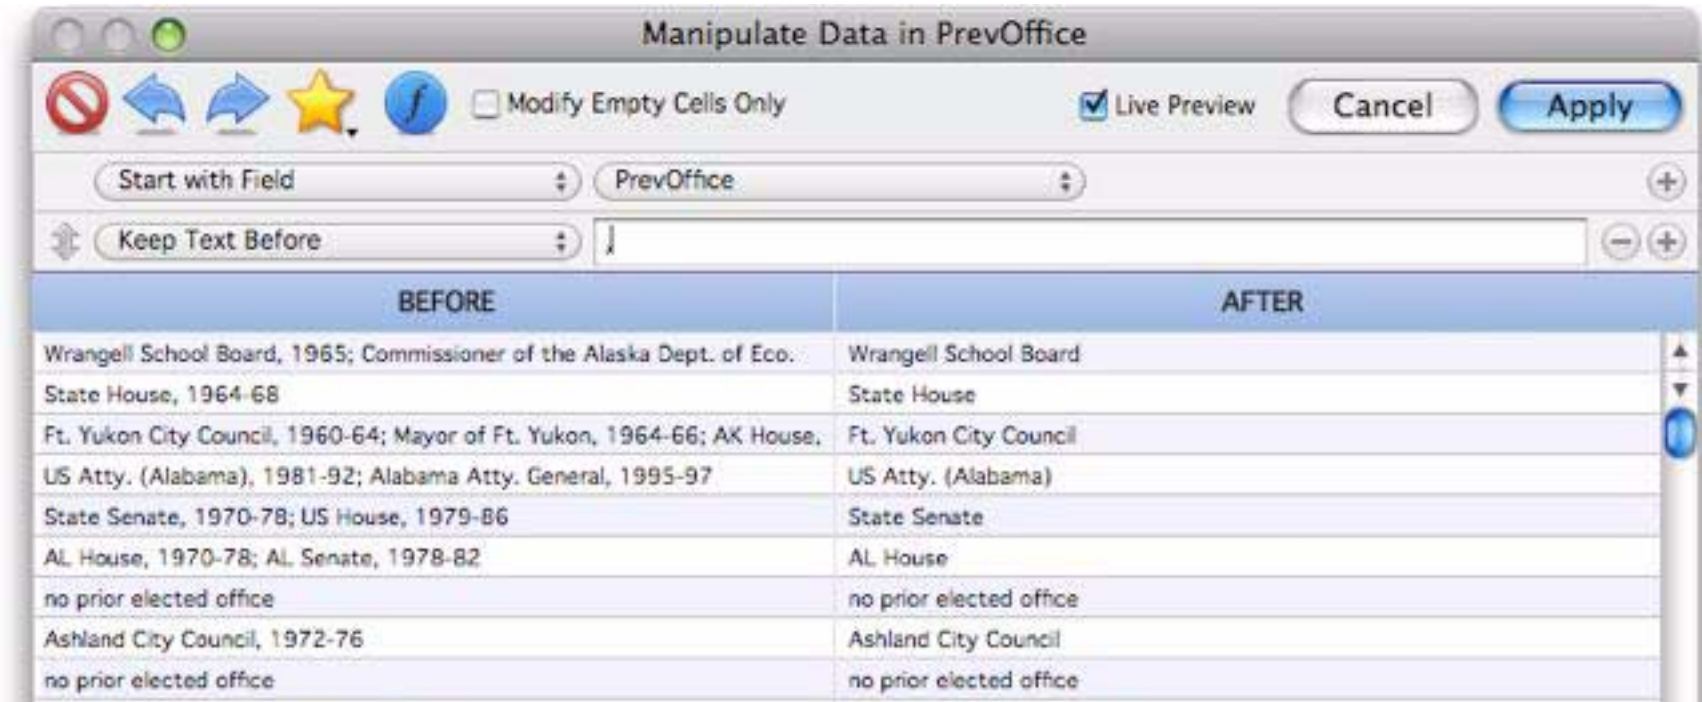 Manipulate Data in PrevOffice
f Modify Empty Cells Only Live Preview Cancel Apply
Start with Field PrevOffice
Keep Text Before ,
BEFORE AFTER
Wrangell School Board, 1965; Commissioner of the Alaska Dept. of Eco. Wrangell School Board
State House, 1964-68 State House
Ft. Yukon City Council, 1960-64; Mayor of Ft. Yukon, 1964-66; AK House, Ft. Yukon City Council
US Atty. (Alabama), 1981-92; Alabama Atty. General, 1995-97 US Atty. (Alabama)
State Senate, 1970-78; US House, 1979-86 State Senate
AL House, 1970-78; AL Senate, 1978-82 AL House
no prior elected office no prior elected office
Ashland City Council, 1972-76 Ashland City Council
no prior elected office no prior elected office